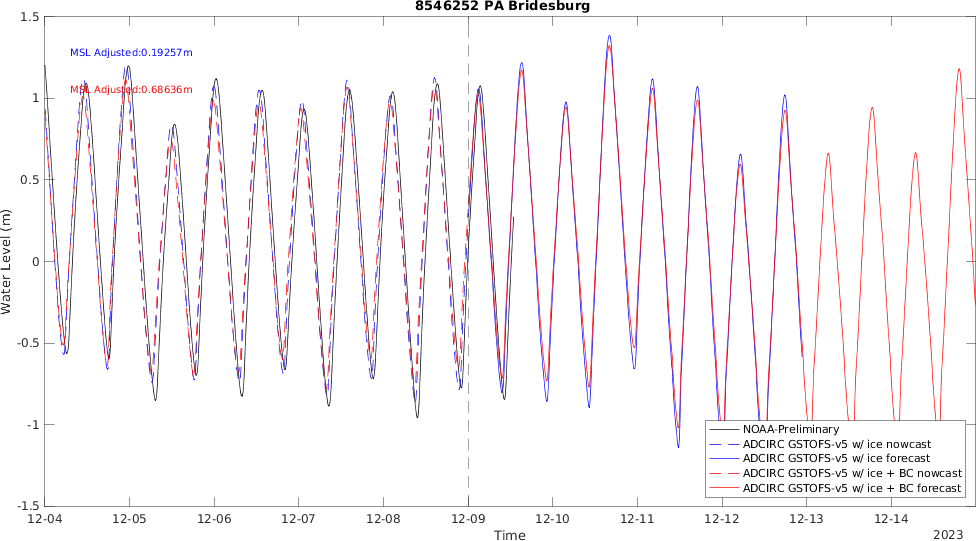 8546252 PA Bridesburg
MSL Adjusted:0.19257m
MSL Adjusted:0.68636m
Water Level (m)
1.5
1
0.5
0
-0.5
-1
-1.5
NOAA-Preliminary
ADCIRC GSTOFS-v5 w/ ice nowcast
ADCIRC GSTOFS-v5 w/ ice forecast
ADCIRC GSTOFS-v5 w/ ice + BC nowcast
ADCIRC GSTOFS-v5 w/ ice + BC forecast
12-04 12-05 12-06 12-07 12-08 12-09 12-10 12-11 12-12 12-13 12-14
Time
2023